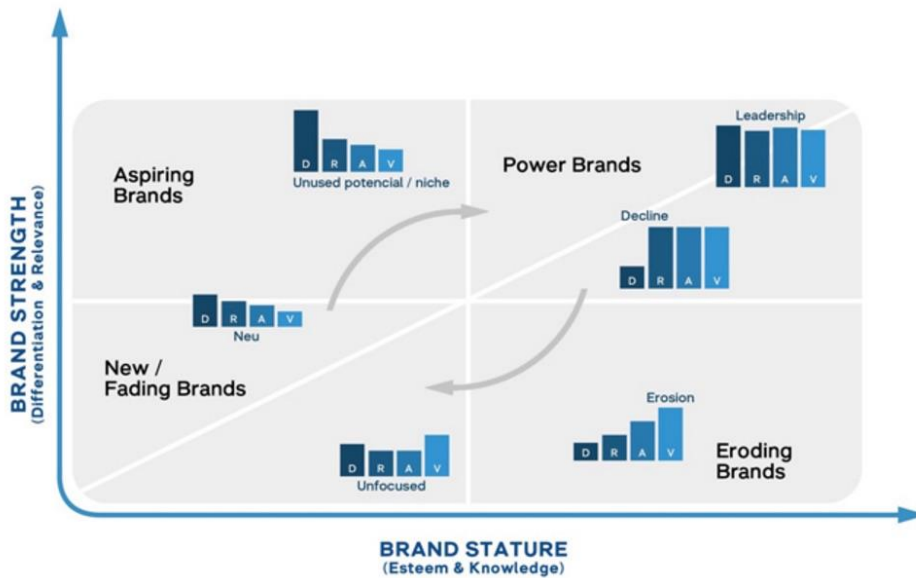 BRAND STRENGTH
(Differentiation & Relevance)
Aspiring
Brands
D R A V
Unused potencial / niche
Power Brands
Leadership
D R A V
Decline
D R A V
D R A V
Neu
New /
Fading Brands
D R A V
Unfocused
Erosion
D R A V
Eroding
Brands
BRAND STATURE
(Esteem & Knowledge)